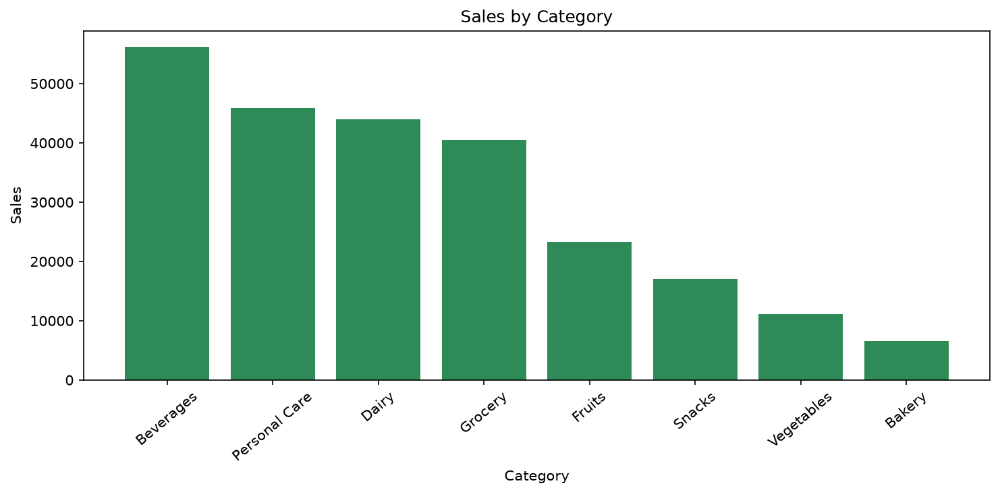 Sales by Category
Sales
50000
40000
30000
20000
10000
0
Beverages
Personal Care
Dairy
Grocery
Fruits
Snacks
Vegetables
Bakery
Category